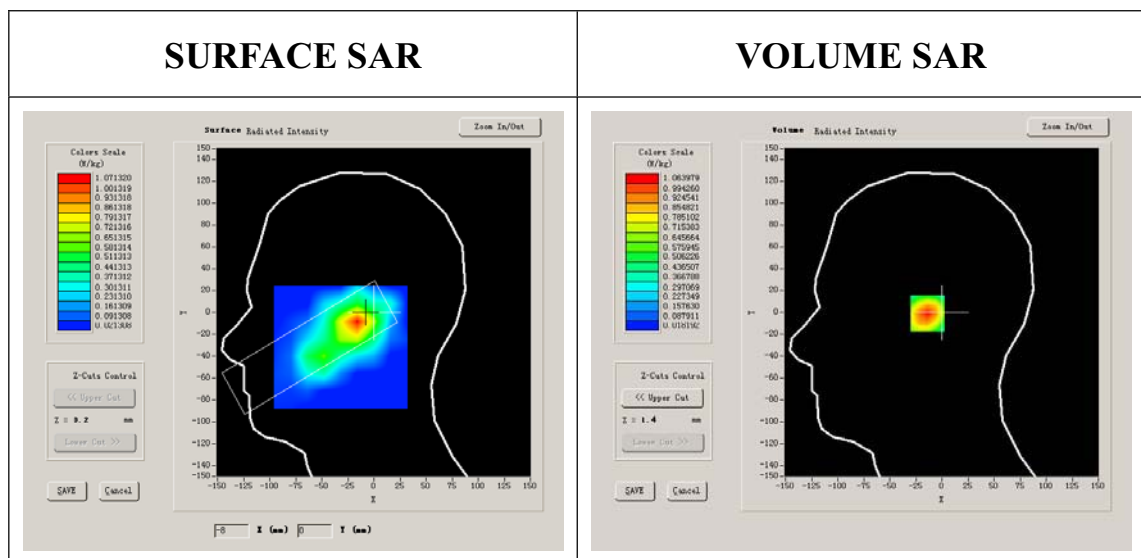 SURFACE SAR
VOLUME SAR
Surface Radiated Intensity
Zoom In/Out
Colors Scale
(W/kg)
1.071320
1.001319
0.931318
0.861318
0.791317
0.721316
0.651315
0.581314
0.511313
0.441313
0.371312
0.301311
0.231310
0.161309
0.091308
0.021308
150
140
120
100
80
60
40
20
0
-20
-40
-60
-80
-100
-120
-140
-150
Y
-150 -125 -100 -75 -50 -25 0 25 50 75 100 125 150
X
Z-Cuts Control
<< Upper Cut
Z = 0.2 mm
Lower Cut >>
SAVE
Cancel
-8 X (mm) 0 Y (mm)
Volume Radiated Intensity
Zoom In/Out
Colors Scale
(W/kg)
1.063979
0.994260
0.924541
0.854821
0.785102
0.715383
0.645664
0.575945
0.506226
0.436507
0.366788
0.297069
0.227349
0.157630
0.087911
0.018192
150
140
120
100
80
60
40
20
0
-20
-40
-60
-80
-100
-120
-140
-150
Y
-150 -125 -100 -75 -50 -25 0 25 50 75 100 125 150
X
Z-Cuts Control
<< Upper Cut
Z = 1.4 mm
Lower Cut >>
SAVE
Cancel